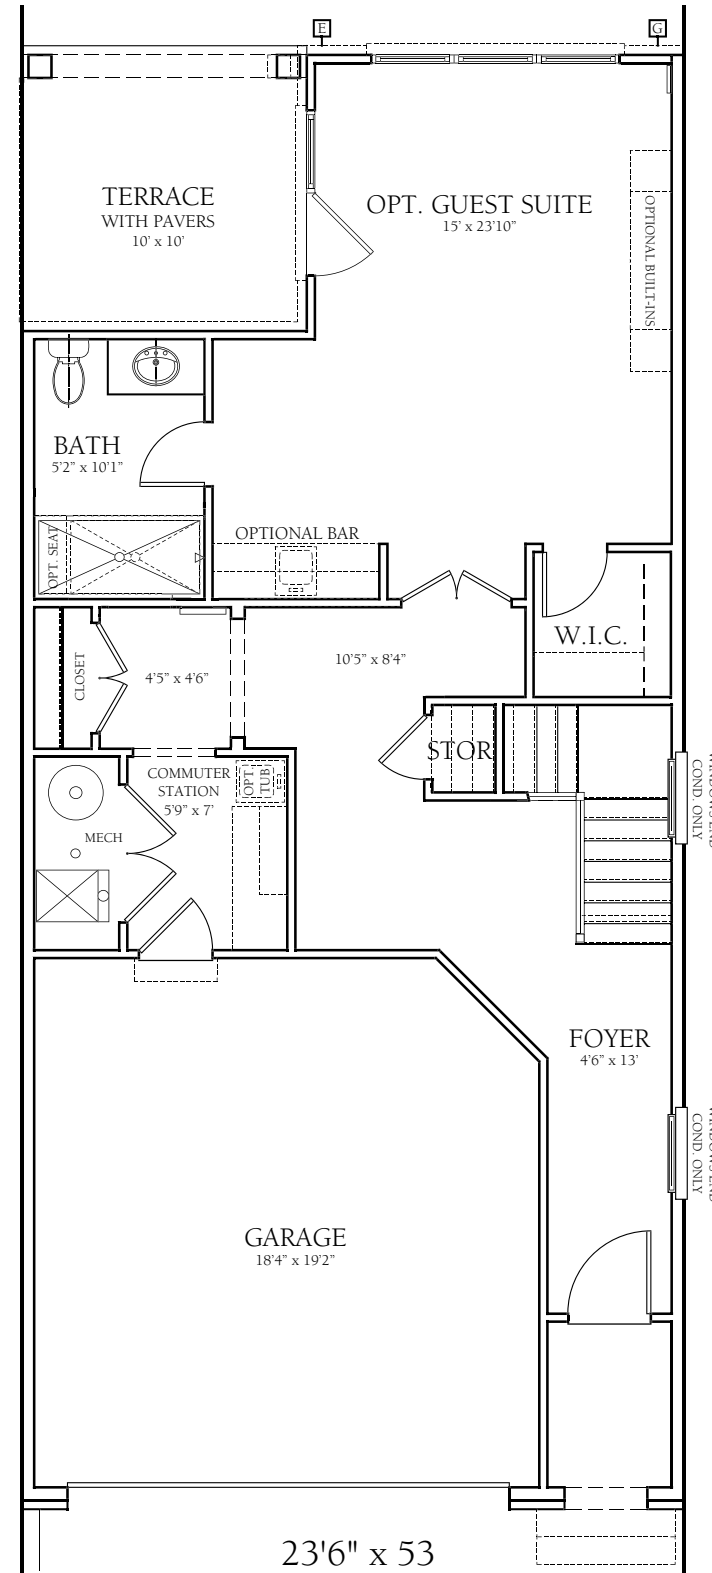 E
G
TERRACE
WITH PAVERS
10' x 10'
OPT. GUEST SUITE
15' x 23'10"
OPTIONAL BUILT-INS
BATH
5'2" x 10'1"
OPT. SEAT
OPTIONAL BAR
W.I.C.
CLOSET
4'5" x 4'6"
10'5" x 8'4"
STOR
COMMUTER
STATION
5'9" x 7'
OPT.
TUB
MECH
COND. ONLY
FOYER
4'6" x 13'
COND. ONLY
GARAGE
18'4" x 19'2"
23'6" x 53